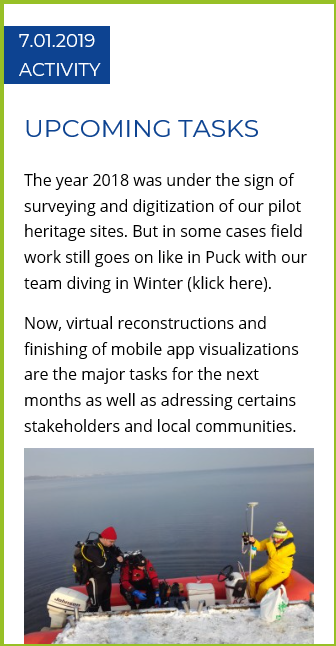 7.01.2019
ACTIVITY
UPCOMING TASKS
The year 2018 was under the sign of
surveying and digitization of our pilot
heritage sites. But in some cases field
work still goes on like in Puck with our
team diving in Winter (klick here).
Now, virtual reconstructions and
finishing of mobile app visualizations
are the major tasks for the next
months as well as adressing certains
stakeholders and local communities.
Johnson